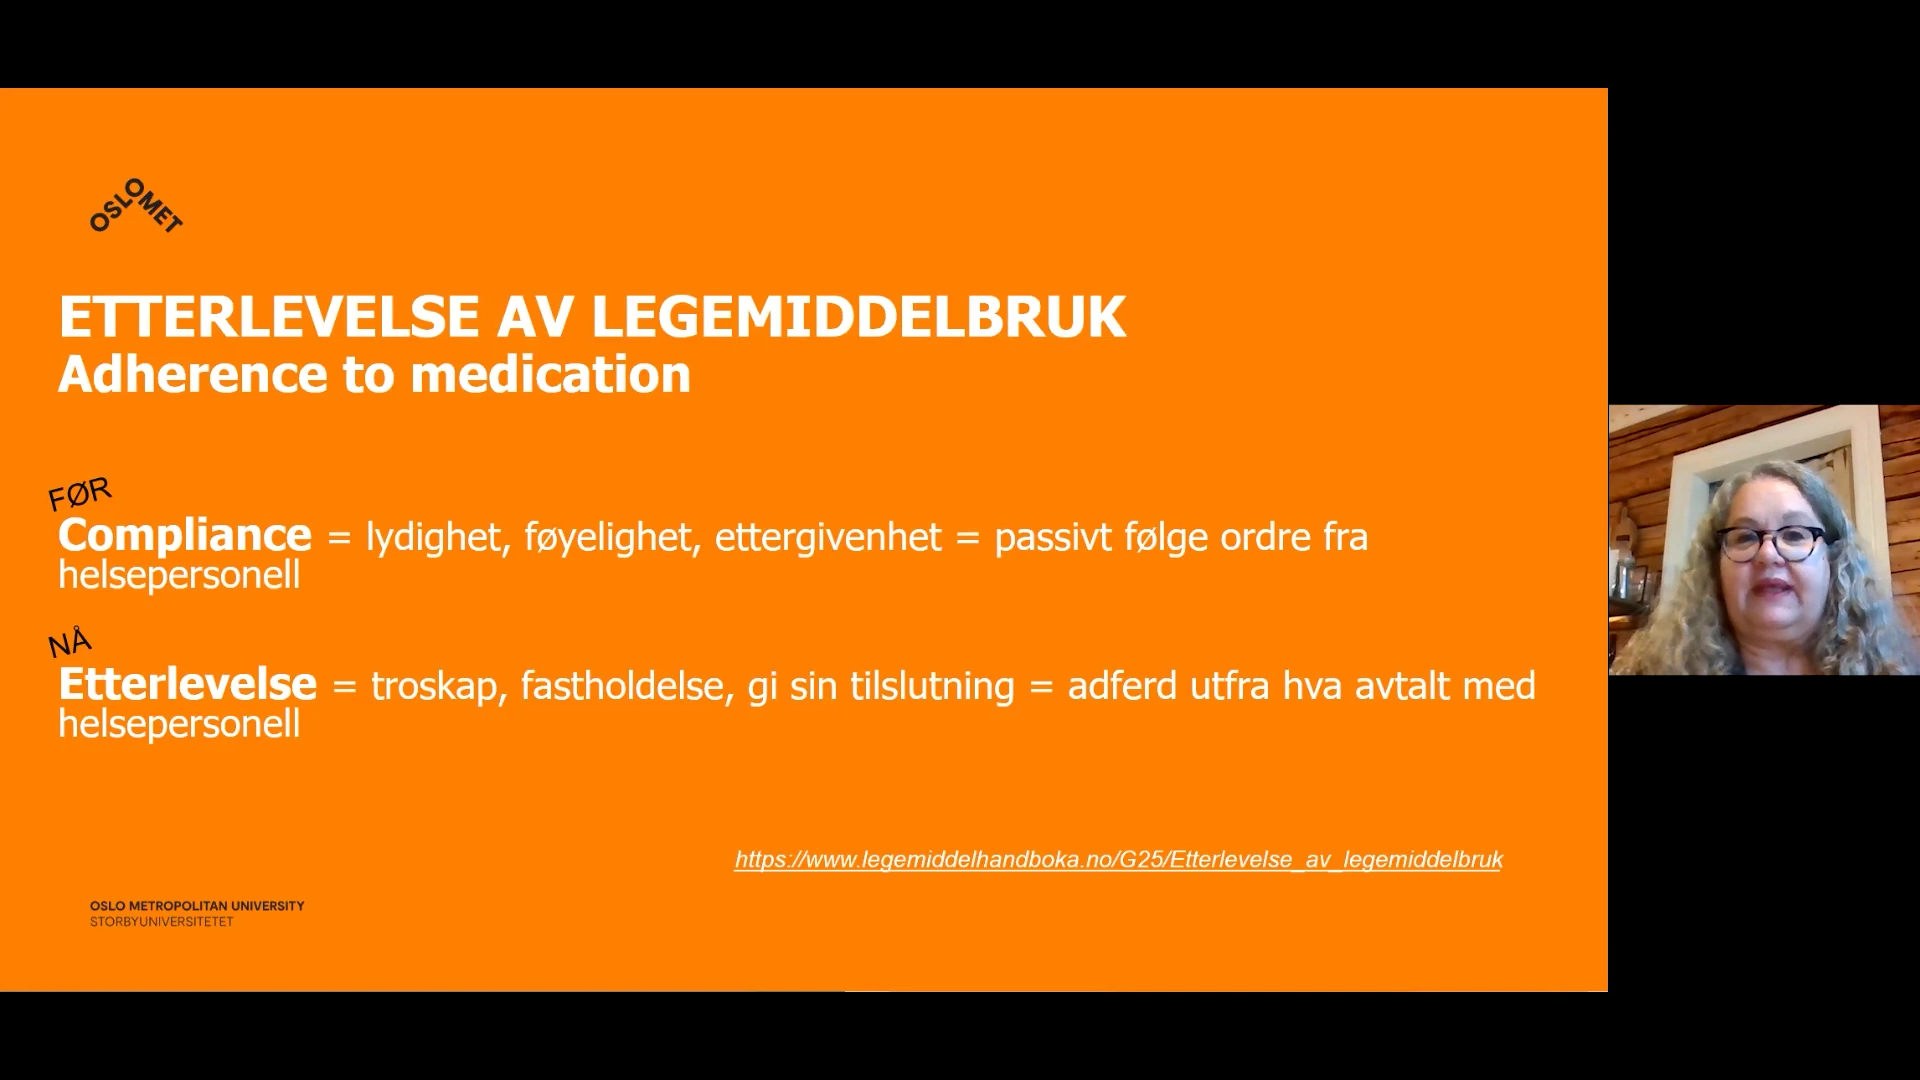 OSLOMET
ETTERLEVELSE AV LEGEMIDDELBRUK
Adherence to medication
FØR
Compliance = lydighet, føyelighet, ettergivenhet = passivt følge ordre fra
helsepersonell
NÅ
Etterlevelse = troskap, fastholdelse, gi sin tilslutning = adferd utfra hva avtalt med
helsepersonell
https://www.legemiddelhandboka.no/G25/Etterlevelse_av_legemiddelbruk
OSLO METROPOLITAN UNIVERSITY
STORBYUNIVERSITETET